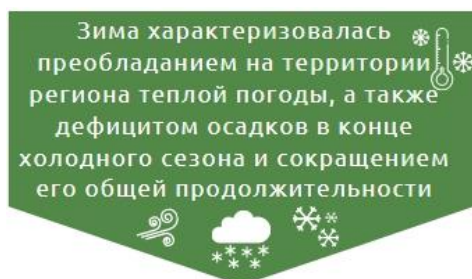 Зима характеризовалась
преобладанием на территории
региона теплой погоды, а также
дефицитом осадков в конце
холодного сезона и сокращением
его общей продолжительности